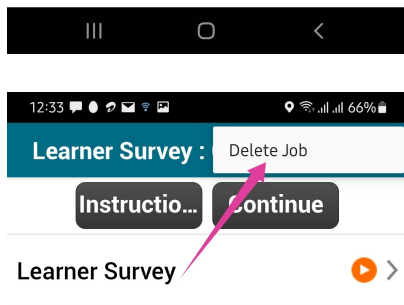 12:33 66%
Learner Survey : Delete Job
Instructio... Continue
Learner Survey